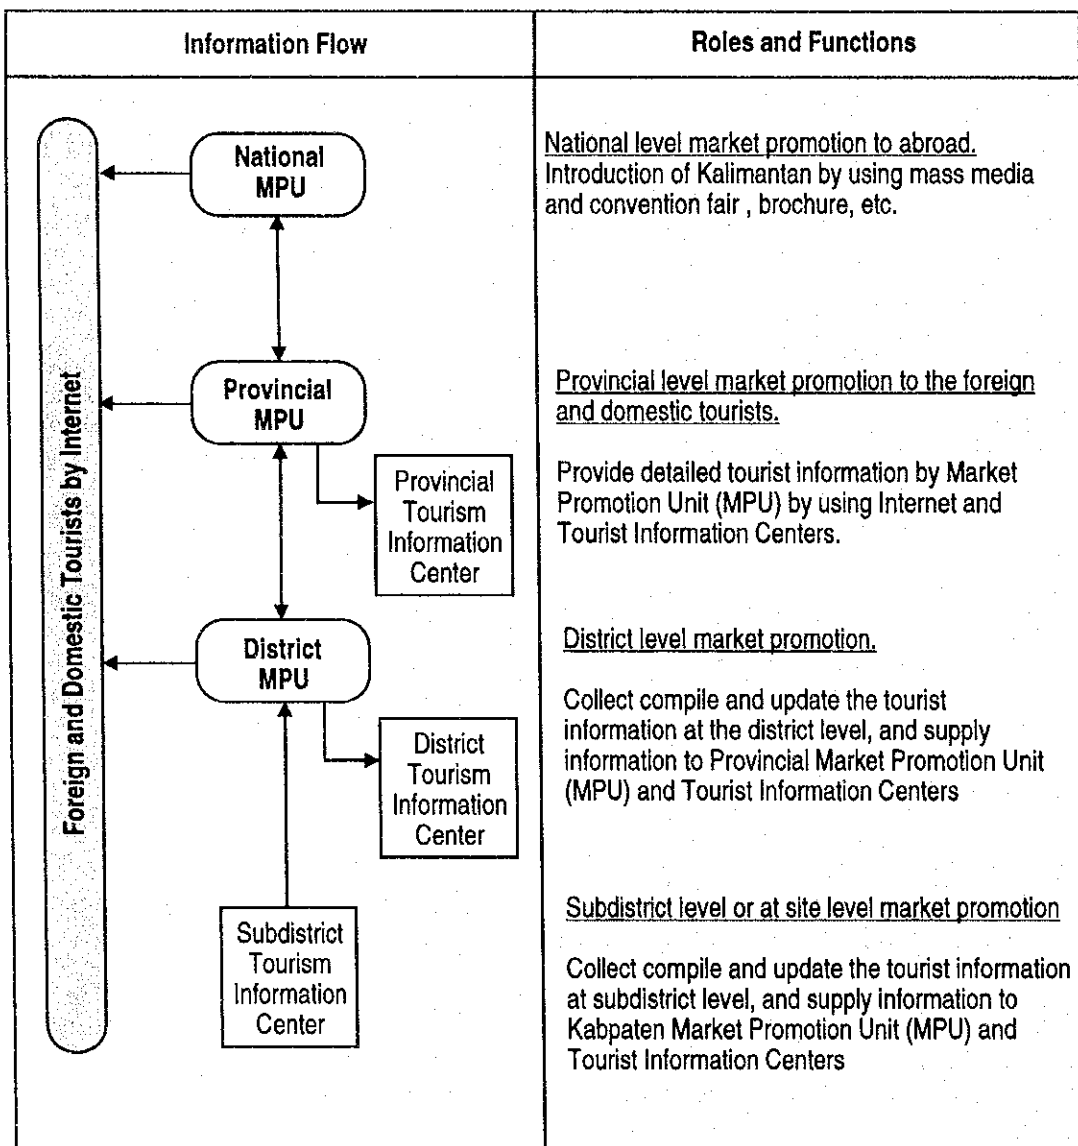 Information Flow
Roles and Functions
Foreign and Domestic Tourists by Internet
National
MPU
National level market promotion to abroad.
Introduction of Kalimantan by using mass media
and convention fair , brochure, etc.
Provincial
MPU
Provincial
Tourism
Information
Center
Provincial level market promotion to the foreign
and domestic tourists.
Provide detailed tourist information by Market
Promotion Unit (MPU) by using Internet and
Tourist Information Centers.
District
MPU
District
Tourism
Information
Center
District level market promotion.
Collect compile and update the tourist
information at the district level, and supply
information to Provincial Market Promotion Unit
(MPU) and Tourist Information Centers
Subdistrict
Tourism
Information
Center
Subdistrict level or at site level market promotion
Collect compile and update the tourist information
at subdistrict level, and supply information to
Kabpaten Market Promotion Unit (MPU) and
Tourist Information Centers